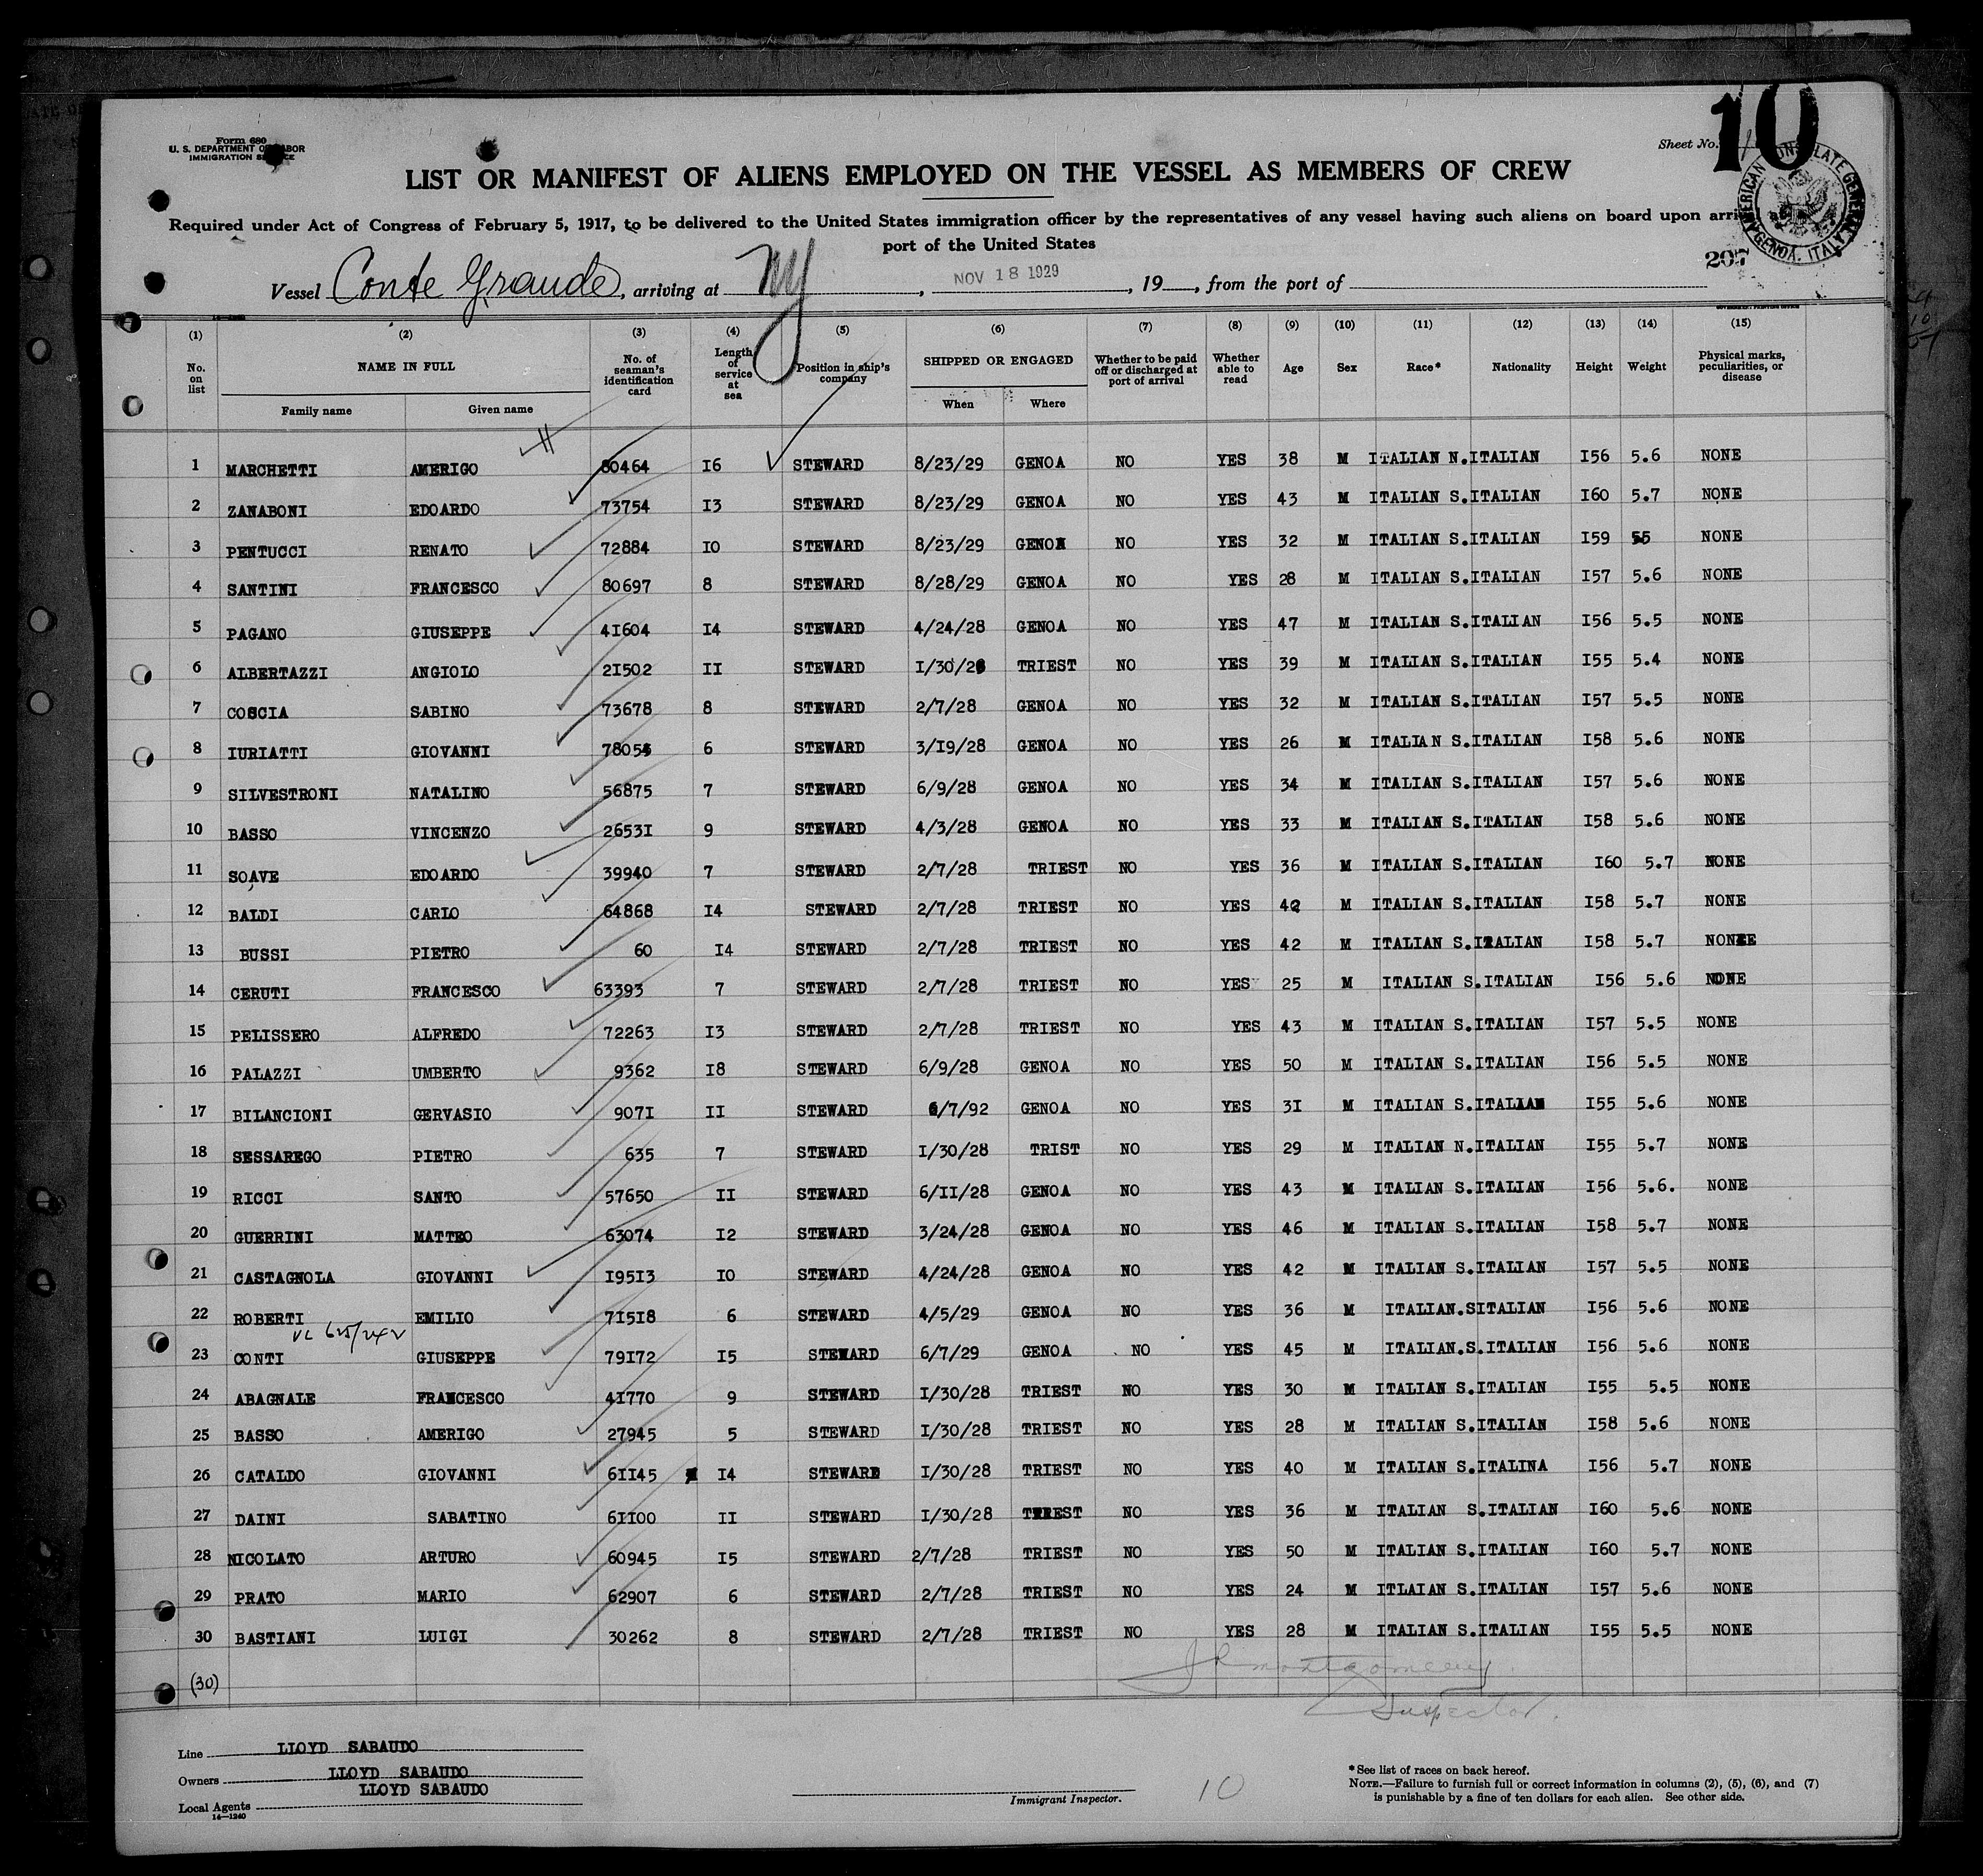 Form 680
U. S. DEPARTMENT OF LABOR
IMMIGRATION SERVICE
Sheet No. 10
LIST OR MANIFEST OF ALIENS EMPLOYED ON THE VESSEL AS MEMBERS OF CREW
Required under Act of Congress of February 5, 1917, to be delivered to the United States immigration officer by the representatives of any vessel having such aliens on board upon arri
port of the United States
AMERICAN CONSULATE GENERAL GENOA, ITALY
207
Vessel Conte Grande, arriving at NY, NOV 18 1929, 19, from the port of
(1) (2) (3) (4) (5) (6) (7) (8) (9) (10) (11) (12) (13) (14) (15)
No. on list NAME IN FULL Family name Given name No. of seaman's identification card Length of service at sea Position in ship's company SHIPPED OR ENGAGED When Where Whether to be paid off or discharged at port of arrival Whether able to read Age Sex Race* Nationality Height Weight Physical marks, peculiarities, or disease
1 MARCHETTI AMERIGO 80464 I6 STEWARD 8/23/29 GENOA NO YES 38 M ITALIAN N. ITALIAN I56 5.6 NONE
2 ZANABONI EDOARDO 73754 I3 STEWARD 8/23/29 GENOA NO YES 43 M ITALIAN S. ITALIAN I60 5.7 NONE
3 PENTUCCI RENATO 72884 IO STEWARD 8/23/29 GENOA NO YES 32 M ITALIAN S. ITALIAN I59 55 NONE
4 SANTINI FRANCESCO 80697 8 STEWARD 8/28/29 GENOA NO YES 28 M ITALIAN S. ITALIAN I57 5.6 NONE
5 PAGANO GIUSEPPE 4I604 I4 STEWARD 4/24/28 GENOA NO YES 47 M ITALIAN S. ITALIAN I56 5.5 NONE
6 ALBERTAZZI ANGIOLO 2I502 II STEWARD I/30/28 TRIEST NO YES 39 M ITALIAN S. ITALIAN I55 5.4 NONE
7 COSCIA SABINO 73678 8 STEWARD 2/7/28 GENOA NO YES 32 M ITALIAN S. ITALIAN I57 5.5 NONE
8 IURIATTI GIOVANNI 78054 6 STEWARD 3/I9/28 GENOA NO YES 26 M ITALIAN S. ITALIAN I58 5.6 NONE
9 SILVESTRONI NATALINO 56875 7 STEWARD 6/9/28 GENOA NO YES 34 M ITALIAN S. ITALIAN I57 5.6 NONE
10 BASSO VINCENZO 2653I 9 STEWARD 4/3/28 GENOA NO YES 33 M ITALIAN S. ITALIAN I58 5.6 NONE
11 SOAVE EDOARDO 39940 7 STEWARD 2/7/28 TRIEST NO YES 36 M ITALIAN S. ITALIAN I60 5.7 NONE
12 BALDI CARLO 64868 I4 STEWARD 2/7/28 TRIEST NO YES 42 M ITALIAN S. ITALIAN I58 5.7 NONE
13 BUSSI PIETRO 60 I4 STEWARD 2/7/28 TRIEST NO YES 42 M ITALIAN S. ITALIAN I58 5.7 NONE
14 CERUTI FRANCESCO 63393 7 STEWARD 2/7/28 TRIEST NO YES 25 M ITALIAN S. ITALIAN I56 5.6 NONE
15 PELISSERO ALFREDO 72263 I3 STEWARD 2/7/28 TRIEST NO YES 43 M ITALIAN S. ITALIAN I57 5.5 NONE
16 PALAZZI UMBERTO 9362 I8 STEWARD 6/9/28 GENOA NO YES 50 M ITALIAN S. ITALIAN I56 5.5 NONE
17 BILANCIONI GERVASIO 907I II STEWARD 6/7/92 GENOA NO YES 3I M ITALIAN S. ITALIAN I55 5.6 NONE
18 SESSAREGO PIETRO 635 7 STEWARD I/30/28 TRIST NO YES 29 M ITALIAN N. ITALIAN I55 5.7 NONE
19 RICCI SANTO 57650 II STEWARD 6/II/28 GENOA NO YES 43 M ITALIAN S. ITALIAN I56 5.6. NONE
20 GUERRINI MATTEO 63074 I2 STEWARD 3/24/28 GENOA NO YES 46 M ITALIAN S. ITALIAN I58 5.7 NONE
21 CASTAGNOLA GIOVANNI I95I3 IO STEWARD 4/24/28 GENOA NO YES 42 M ITALIAN S. ITALIAN I57 5.5 NONE
22 ROBERTI EMILIO 7I5I8 6 STEWARD 4/5/29 GENOA NO YES 36 M ITALIAN.S ITALIAN I56 5.6 NONE
23 CONTI GIUSEPPE 79I72 I5 STEWARD 6/7/29 GENOA NO YES 45 M ITALIAN.S. ITALIAN I56 5.6 NONE
24 ABAGNALE FRANCESCO 4I770 9 STEWARD I/30/28 TRIEST NO YES 30 M ITALIAN S. ITALIAN I55 5.5 NONE
25 BASSO AMERIGO 27945 5 STEWARD I/30/28 TRIEST NO YES 28 M ITALIAN S. ITALIAN I58 5.6 NONE
26 CATALDO GIOVANNI 6II45 I4 STEWARD I/30/28 TRIEST NO YES 40 M ITALIAN S. ITALINA I56 5.7 NONE
27 DAINI SABATINO 6II00 II STEWARD I/30/28 TRIEST NO YES 36 M ITALIAN S. ITALIAN I60 5.6 NONE
28 NICOLATO ARTURO 60945 I5 STEWARD 2/7/28 TRIEST NO YES 50 M ITALIAN S. ITALIAN I60 5.7 NONE
29 PRATO MARIO 62907 6 STEWARD 2/7/28 TRIEST NO YES 24 M ITLAIAN S. ITALIAN I57 5.6 NONE
30 BASTIANI LUIGI 30262 8 STEWARD 2/7/28 TRIEST NO YES 28 M ITALIAN S. ITALIAN I55 5.5 NONE
(30)
JR Montgomery
Inspector.
Line LLOYD SABAUDO
Owners LLOYD SABAUDO
Local Agents LLOYD SABAUDO
14—1240
Immigrant Inspector.
10
* See list of races on back hereof.
NOTE.—Failure to furnish full or correct information in columns (2), (5), (6), and (7)
is punishable by a fine of ten dollars for each alien. See other side.